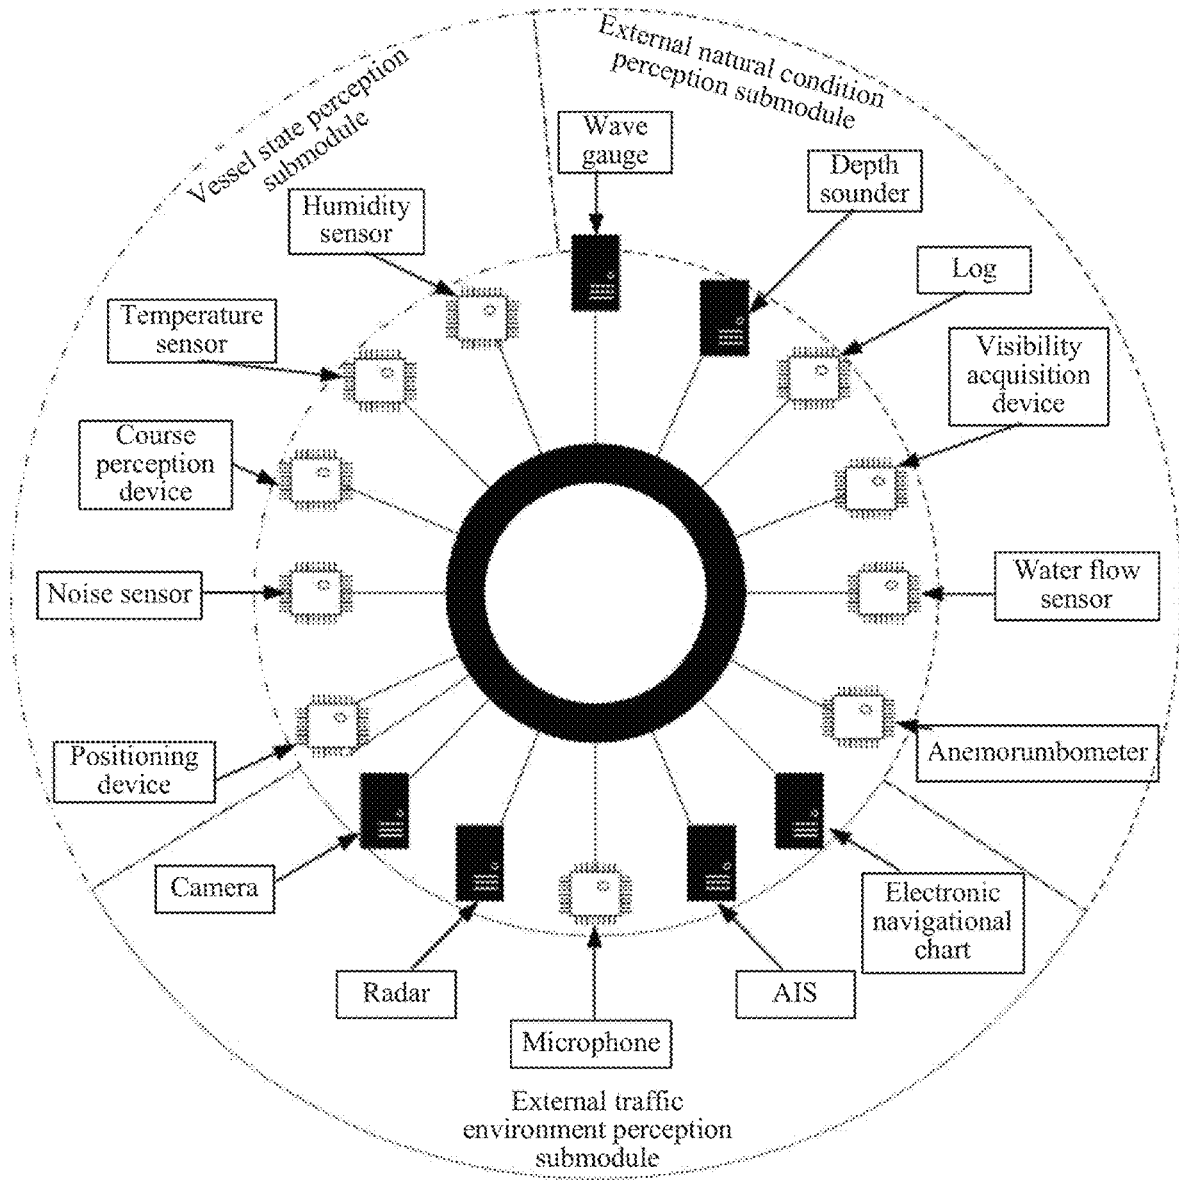 Vessel state perception
submodule
External natural condition
perception submodule
Wave
gauge
Depth
sounder
Humidity
sensor
Log
Temperature
sensor
Visibility
acquisition
device
Course
perception
device
Noise sensor
Water flow
sensor
Positioning
device
Anemorumbometer
Camera
Electronic
navigational
chart
Radar
AIS
Microphone
External traffic
environment perception
submodule